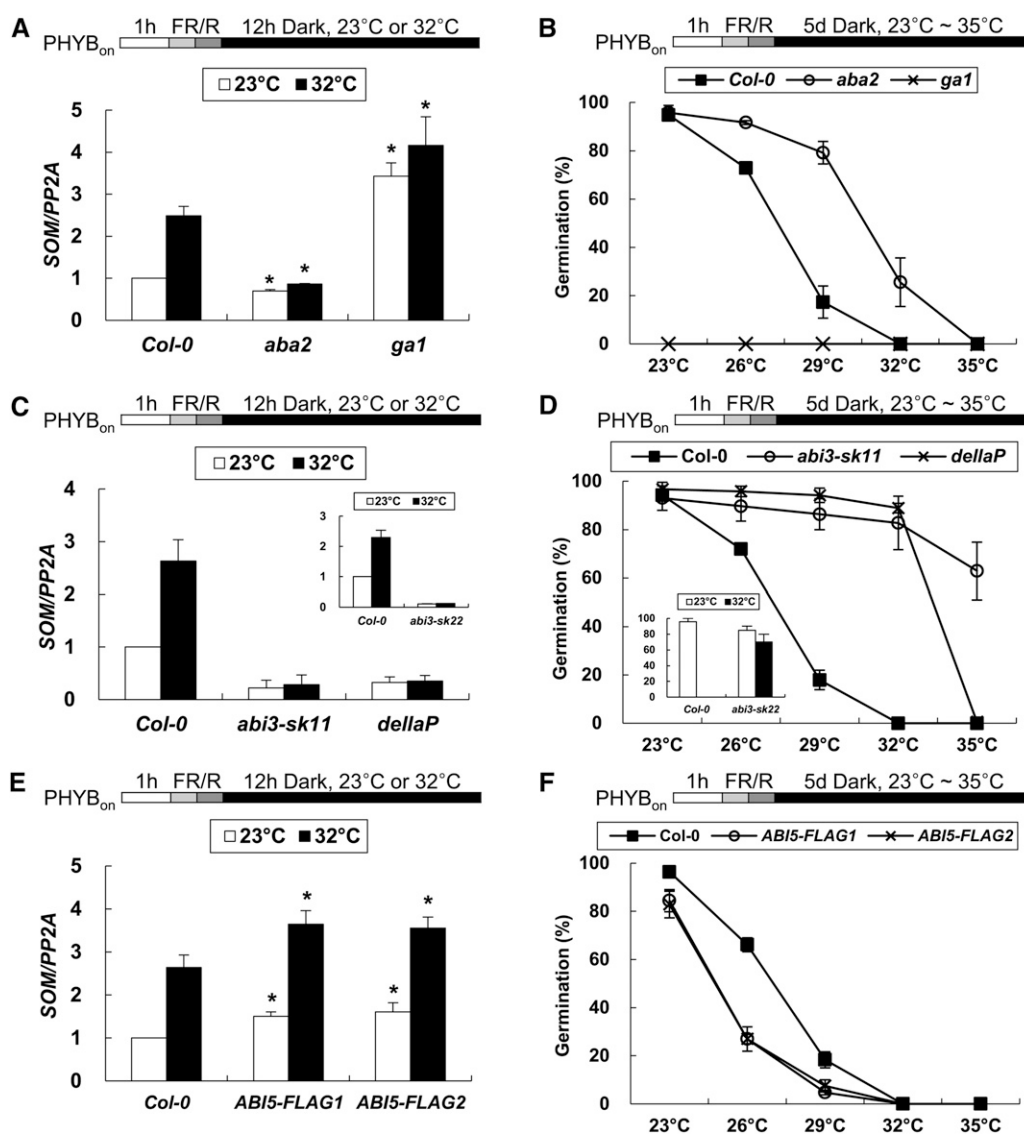 A
1h FR/R 12h Dark, 23°C or 32°C
PHYBon
23°C 32°C
SOM/PP2A
5
4
3
2
1
0
* * * *
Col-0 aba2 ga1
B
1h FR/R 5d Dark, 23°C ~ 35°C
PHYBon
Col-0 aba2 ga1
Germination (%)
100
80
60
40
20
0
23°C 26°C 29°C 32°C 35°C
C
1h FR/R 12h Dark, 23°C or 32°C
PHYBon
23°C 32°C
SOM/PP2A
4
3
2
1
0
Col-0 abi3-sk11 dellaP
23°C 32°C
3
2
1
0
Col-0 abi3-sk22
D
1h FR/R 5d Dark, 23°C ~ 35°C
PHYBon
Col-0 abi3-sk11 dellaP
Germination (%)
100
80
60
40
20
0
23°C 26°C 29°C 32°C 35°C
23°C 32°C
100
80
60
40
20
0
Col-0 abi3-sk22
E
1h FR/R 12h Dark, 23°C or 32°C
PHYBon
23°C 32°C
SOM/PP2A
5
4
3
2
1
0
* * * *
Col-0 ABI5-FLAG1 ABI5-FLAG2
F
1h FR/R 5d Dark, 23°C ~ 35°C
PHYBon
Col-0 ABI5-FLAG1 ABI5-FLAG2
Germination (%)
100
80
60
40
20
0
23°C 26°C 29°C 32°C 35°C